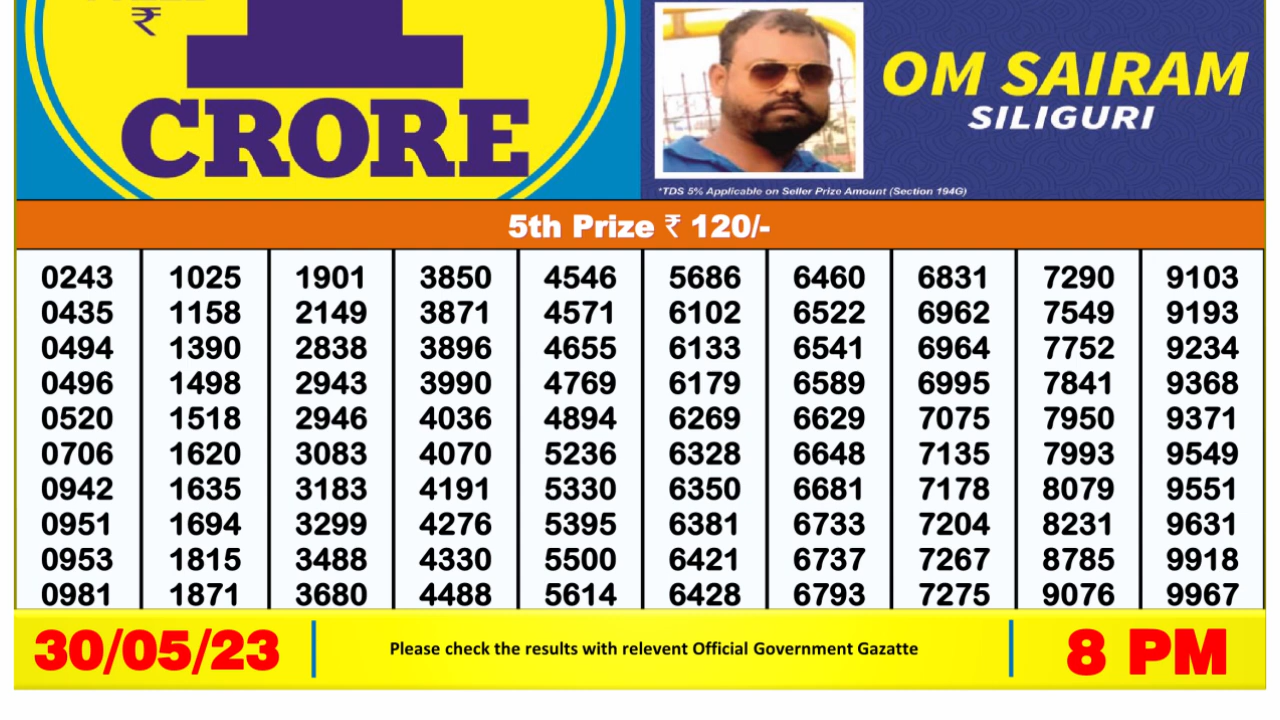 ₹
1
CRORE
OM SAIRAM
SILIGURI
*TDS 5% Applicable on Seller Prize Amount (Section 194G)
5th Prize ₹ 120/-
0243 1025 1901 3850 4546 5686 6460 6831 7290 9103
0435 1158 2149 3871 4571 6102 6522 6962 7549 9193
0494 1390 2838 3896 4655 6133 6541 6964 7752 9234
0496 1498 2943 3990 4769 6179 6589 6995 7841 9368
0520 1518 2946 4036 4894 6269 6629 7075 7950 9371
0706 1620 3083 4070 5236 6328 6648 7135 7993 9549
0942 1635 3183 4191 5330 6350 6681 7178 8079 9551
0951 1694 3299 4276 5395 6381 6733 7204 8231 9631
0953 1815 3488 4330 5500 6421 6737 7267 8785 9918
0981 1871 3680 4488 5614 6428 6793 7275 9076 9967
30/05/23 Please check the results with relevent Official Government Gazatte 8 PM